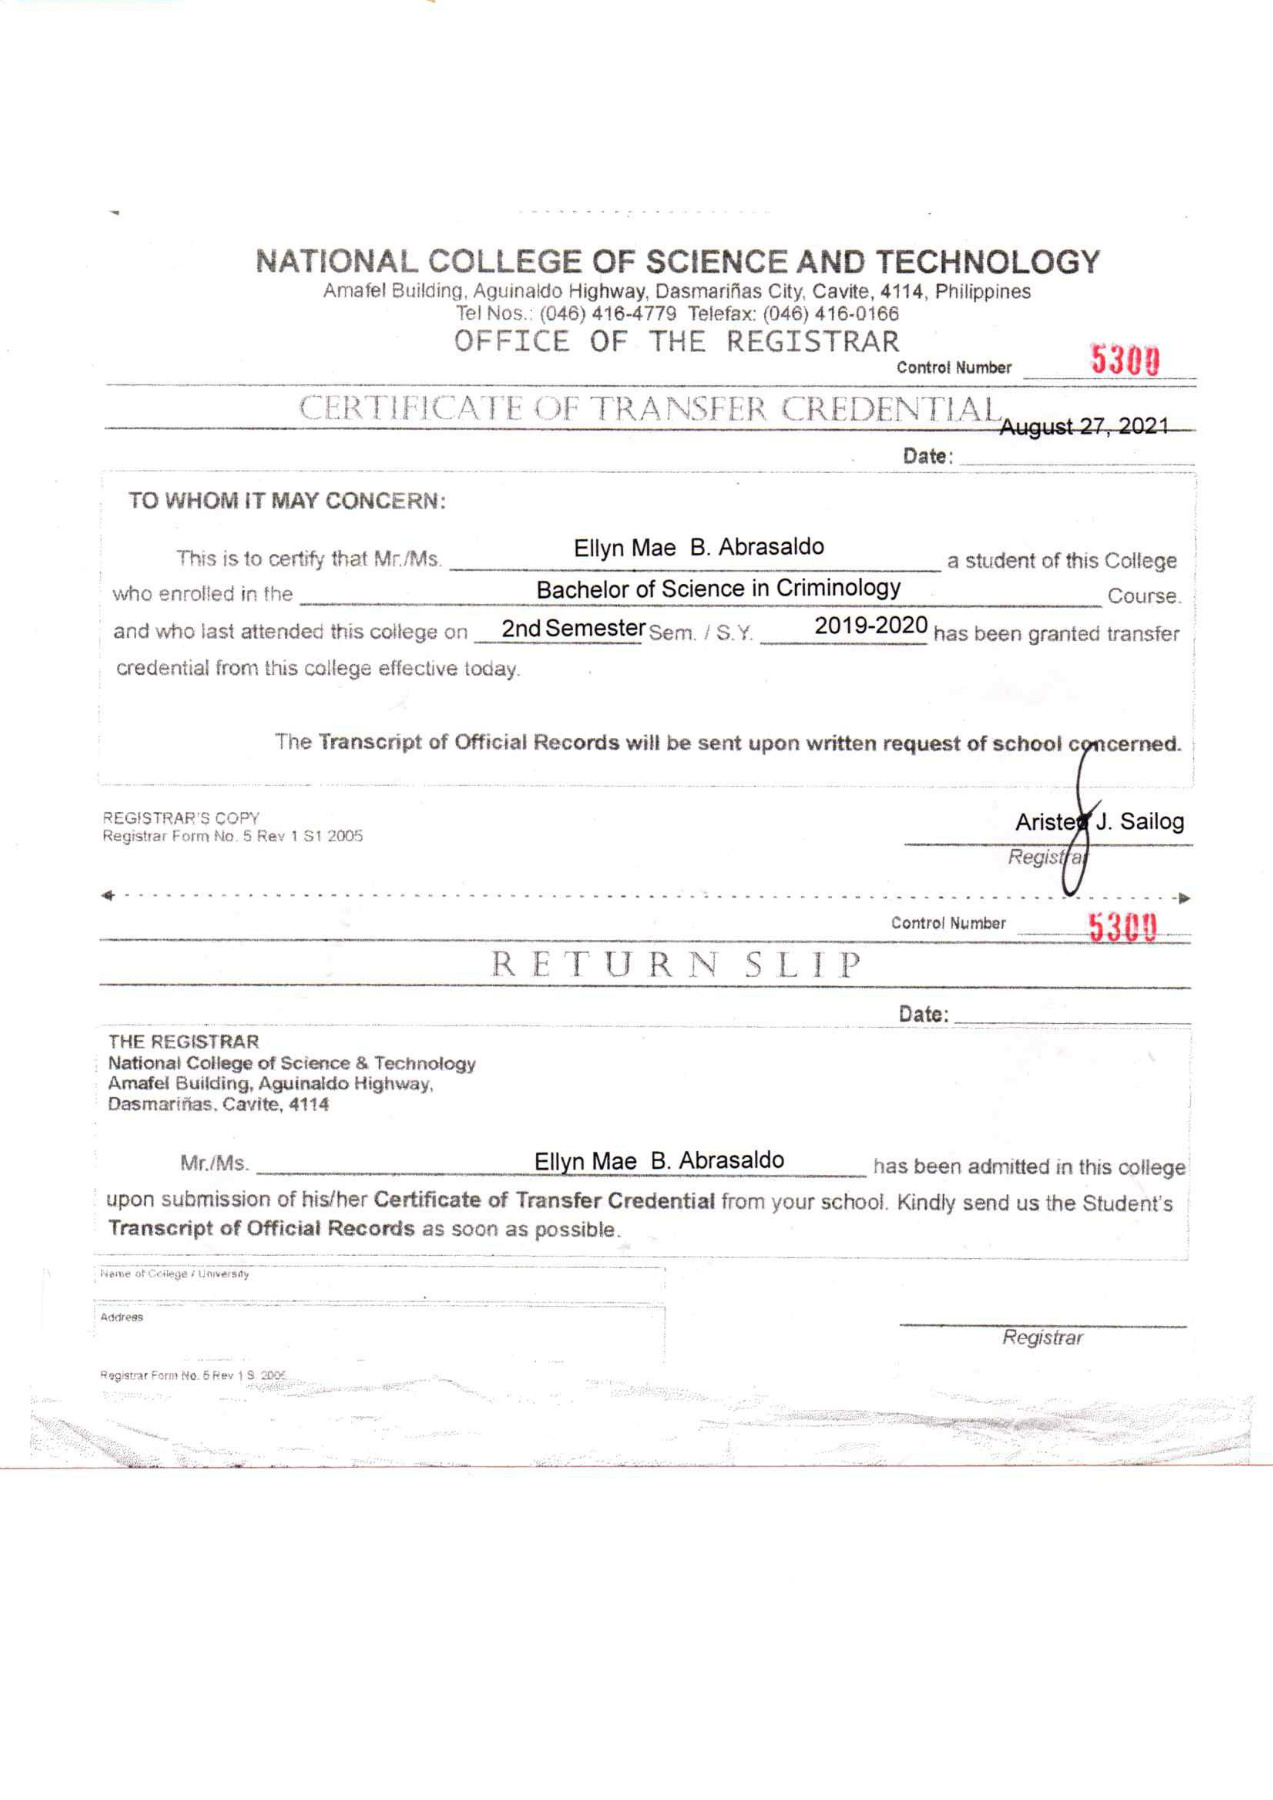 NATIONAL COLLEGE OF SCIENCE AND TECHNOLOGY
Amafel Building, Aguinaldo Highway, Dasmariñas City, Cavite, 4114, Philippines
Tel Nos.: (046) 416-4779 Telefax: (046) 416-0166
OFFICE OF THE REGISTRAR
Control Number 5300
CERTIFICATE OF TRANSFER CREDENTIAL
August 27, 2021
Date:
TO WHOM IT MAY CONCERN:
This is to certify that Mr./Ms. Ellyn Mae B. Abrasaldo a student of this College
who enrolled in the Bachelor of Science in Criminology Course.
and who last attended this college on 2nd Semester Sem. / S.Y. 2019-2020 has been granted transfer
credential from this college effective today.
The Transcript of Official Records will be sent upon written request of school concerned.
REGISTRAR'S COPY
Registrar Form No. 5 Rev 1 S1 2005
Aristeo J. Sailog
Registrar
Control Number 5300
RETURN SLIP
Date:
THE REGISTRAR
National College of Science & Technology
Amafel Building, Aguinaldo Highway,
Dasmariñas, Cavite, 4114
Mr./Ms. Ellyn Mae B. Abrasaldo has been admitted in this college
upon submission of his/her Certificate of Transfer Credential from your school. Kindly send us the Student's
Transcript of Official Records as soon as possible.
Name of College / University
Address
Registrar
Registrar Form No. 5 Rev 1 S. 2005